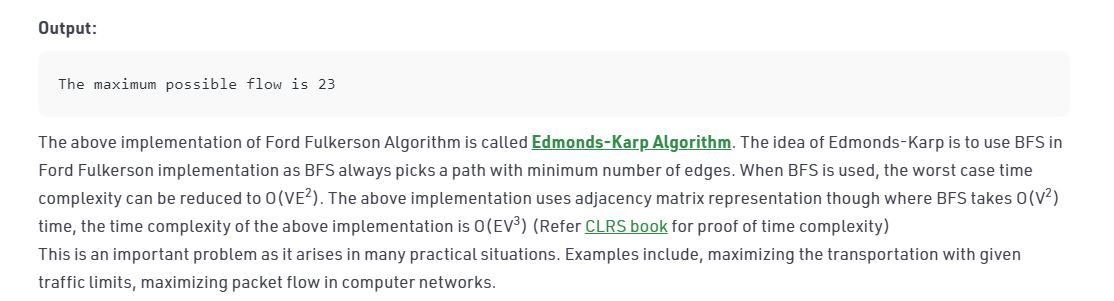 Output:
The maximum possible flow is 23
The above implementation of Ford Fulkerson Algorithm is called Edmonds-Karp Algorithm. The idea of Edmonds-Karp is to use BFS in
Ford Fulkerson implementation as BFS always picks a path with minimum number of edges. When BFS is used, the worst case time
complexity can be reduced to O(VE²). The above implementation uses adjacency matrix representation though where BFS takes O(V²)
time, the time complexity of the above implementation is O(EV³) (Refer CLRS book for proof of time complexity)
This is an important problem as it arises in many practical situations. Examples include, maximizing the transportation with given
traffic limits, maximizing packet flow in computer networks.